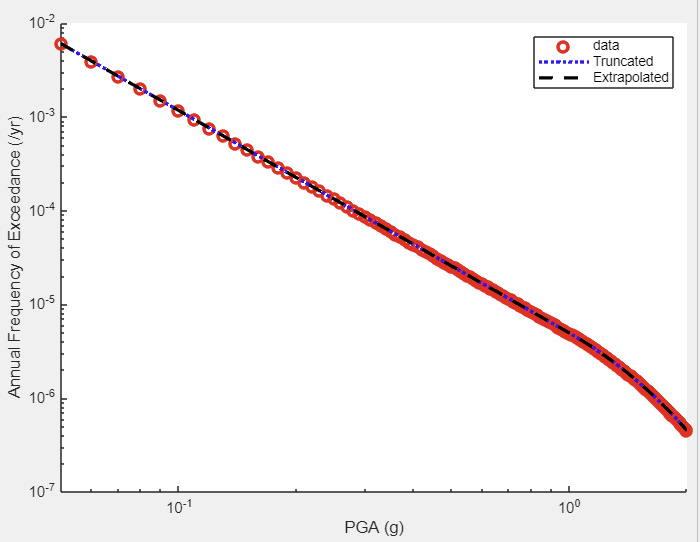 10^-2
data
Truncated
Extrapolated
10^-3
10^-4
10^-5
10^-6
10^-7
Annual Frequency of Exceedance (/yr)
10^-1
10^0
PGA (g)